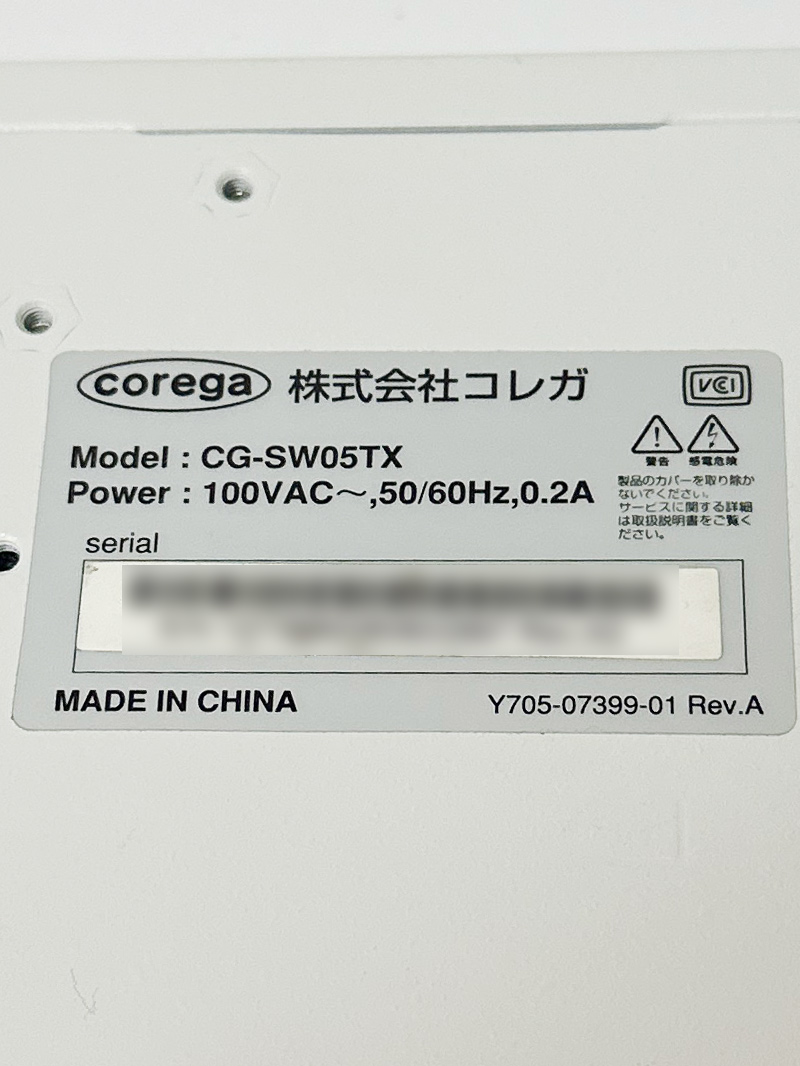 corega 株式会社コレガ
VCCI
Model : CG-SW05TX
Power : 100VAC～,50/60Hz,0.2A
警告 感電危険
製品のカバーを取り除か
ないでください。
サービスに関する詳細
は取扱説明書をご覧く
ださい。
serial
MADE IN CHINA
Y705-07399-01 Rev.A